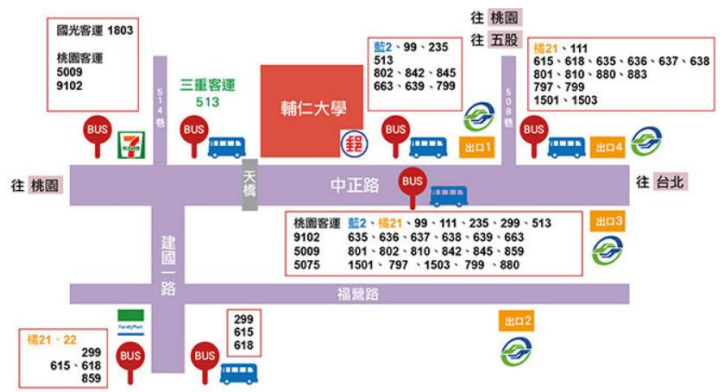 國光客運 1803
桃園客運
5009
9102
BUS
7 ELEVEN
514巷
三重客運
513
BUS
輔仁大學
郵
藍2、99、235
513
802、842、845
663、639、799
BUS
出口1
往 桃園
往 五股
508巷
橘21、111
615、618、635、636、637、638
801、810、880、883
797、799
1501、1503
BUS
出口4
往 桃園
天橋
中正路
BUS
往 台北
桃園客運 藍2、橘21、99、111、235、299、513
9102 635、636、637、638、639、663
5009 801、802、810、842、845、859
5075 1501、797、1503、799、880
出口3
建國一路
福營路
FamilyMart
橘21、22
299
615、618
859
BUS
BUS
299
615
618
出口2